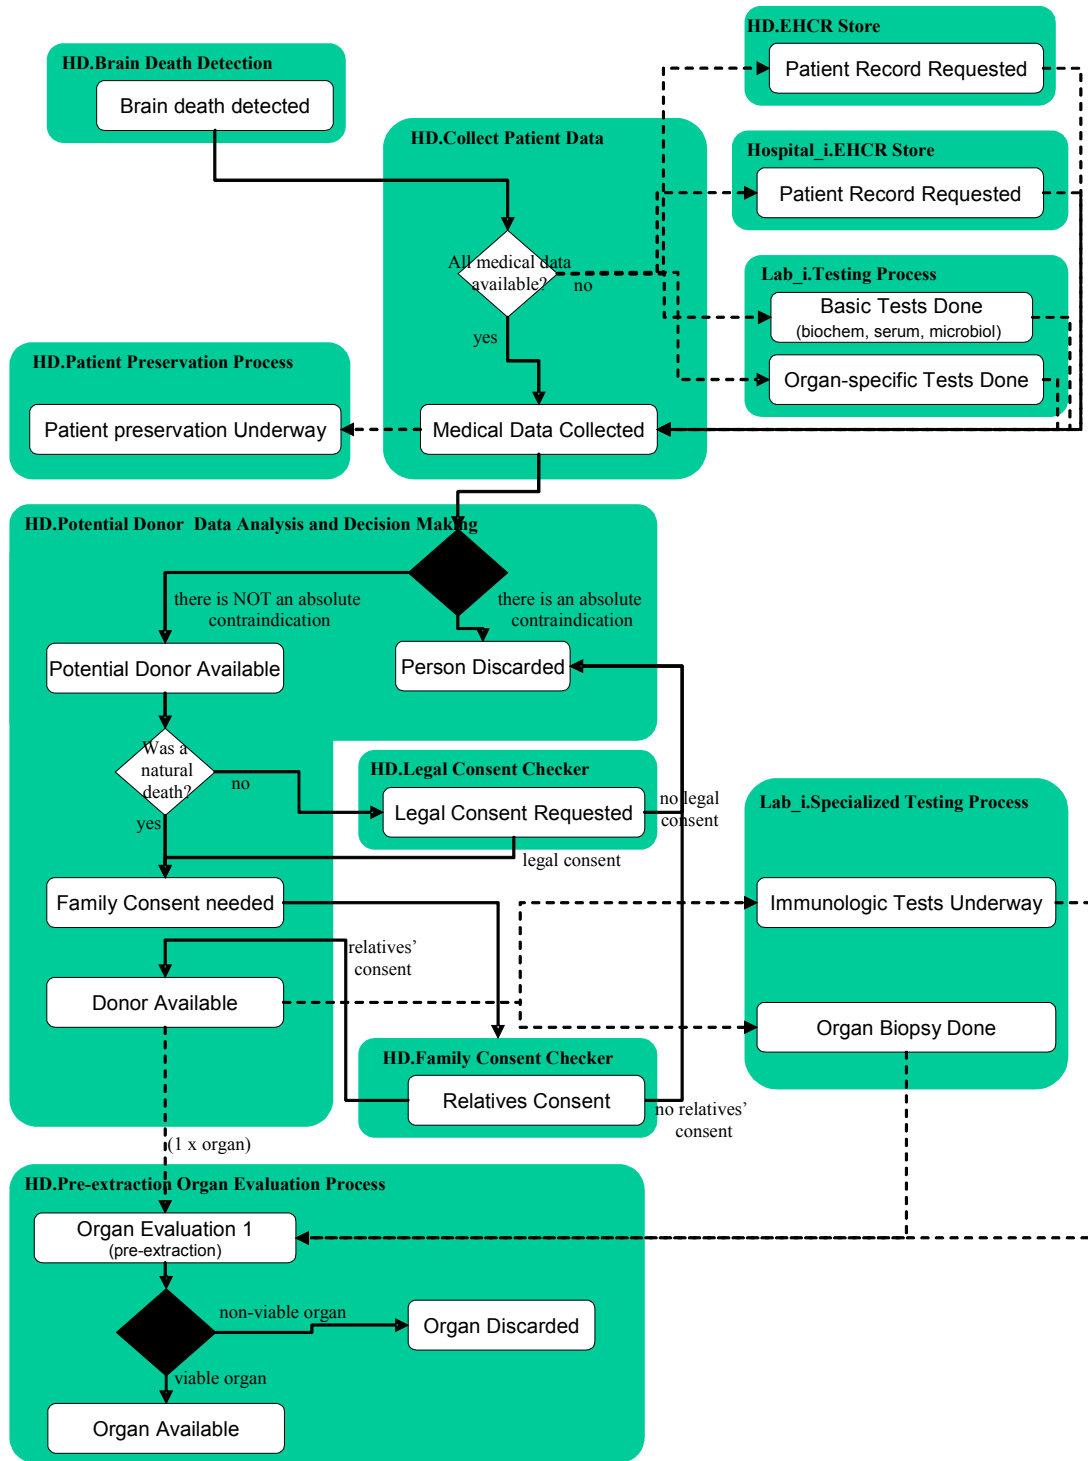 HD.EHCR Store
Patient Record Requested
HD.Brain Death Detection
Brain death detected
HD.Collect Patient Data
Hospital_i.EHCR Store
Patient Record Requested
All medical data
available?
no
yes
Lab_i.Testing Process
Basic Tests Done
(biochem, serum, microbiol)
Organ-specific Tests Done
HD.Patient Preservation Process
Patient preservation Underway
Medical Data Collected
HD.Potential Donor Data Analysis and Decision Making
there is NOT an absolute
contraindication
there is an absolute
contraindication
Potential Donor Available
Person Discarded
Was a
natural
death?
no
yes
HD.Legal Consent Checker
Legal Consent Requested
no legal
consent
legal consent
Lab_i.Specialized Testing Process
Family Consent needed
Immunologic Tests Underway
relatives'
consent
Donor Available
Organ Biopsy Done
HD.Family Consent Checker
Relatives Consent
no relatives'
consent
(1 x organ)
HD.Pre-extraction Organ Evaluation Process
Organ Evaluation 1
(pre-extraction)
non-viable organ
Organ Discarded
viable organ
Organ Available